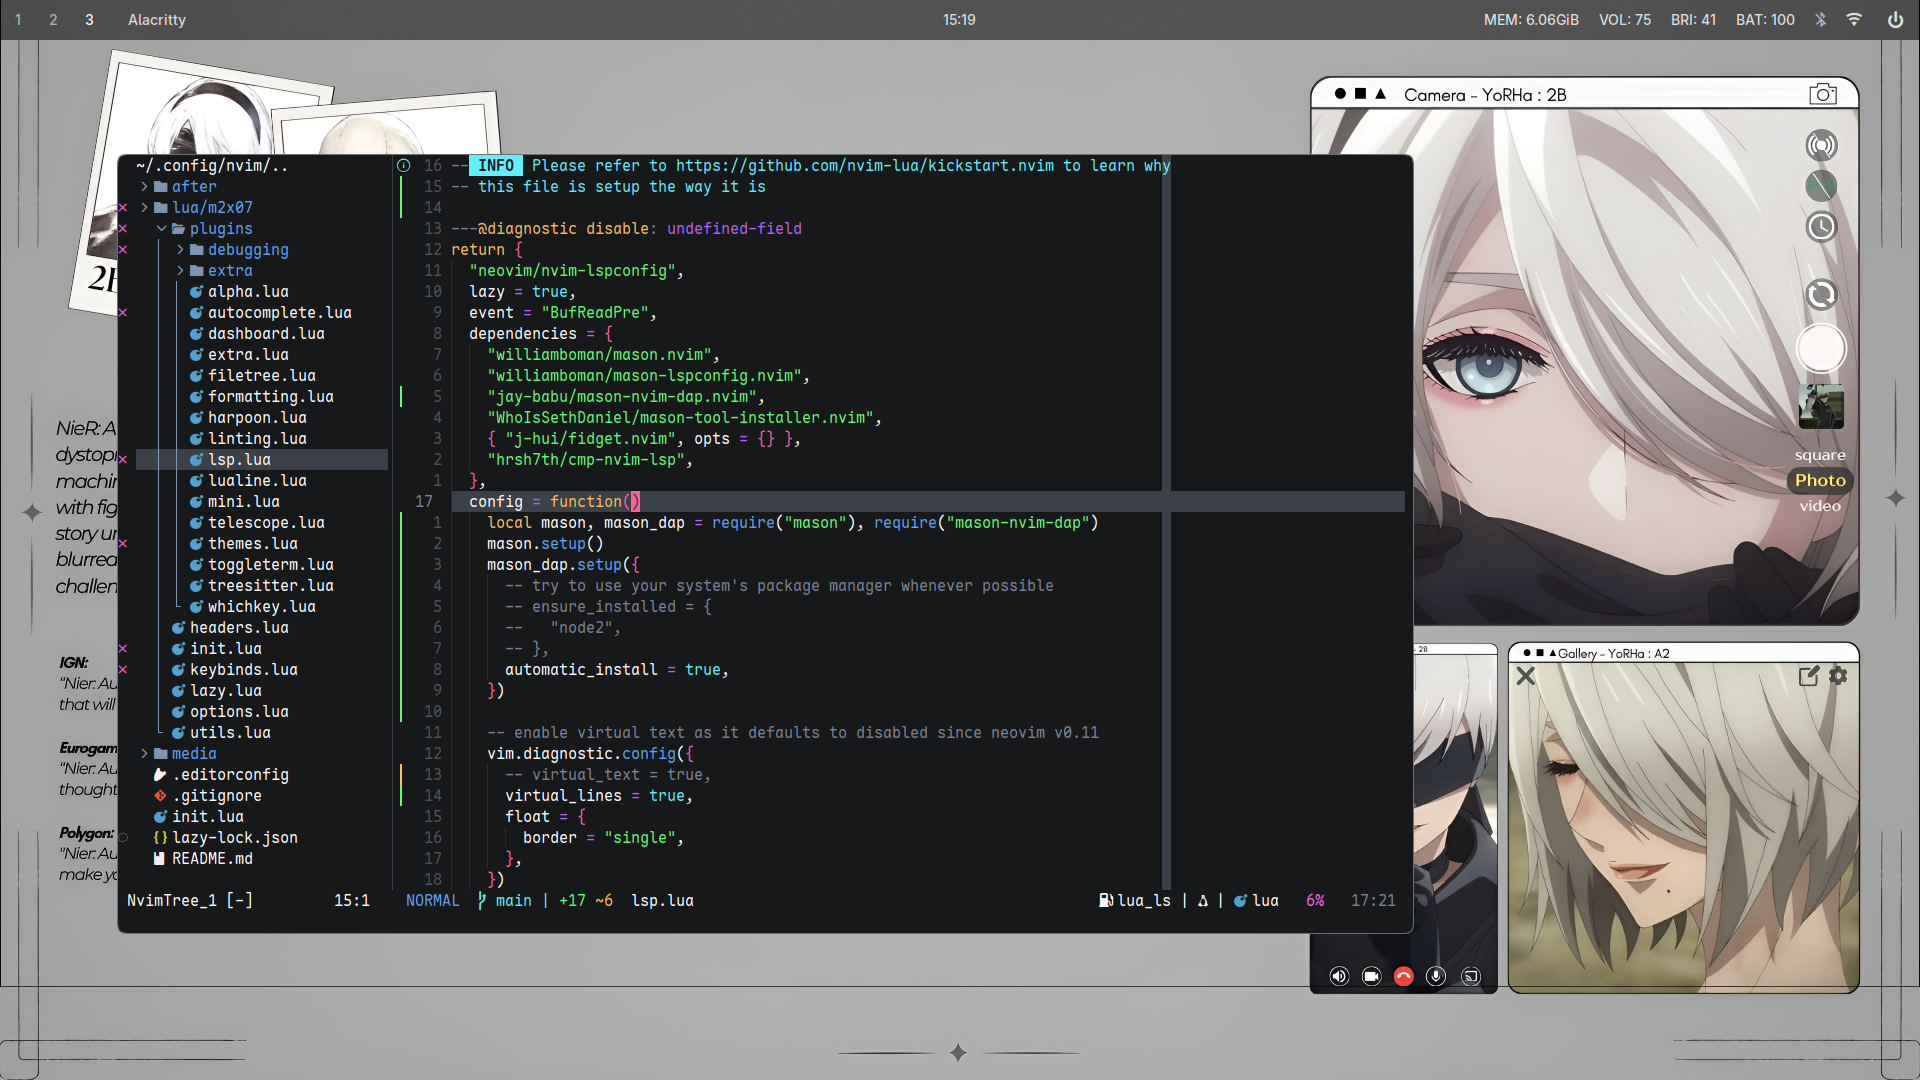 1 2 3 Alacritty
15:19
MEM: 6.06GiB VOL: 75 BRI: 41 BAT: 100
2
NieR: A
dystop
machin
with fig
story un
blurred
challen
IGN:
"Nier: Au
that will
Eurogam
"Nier: Au
thought
Polygon:
"Nier: Au
make yo
~/.config/nvim/..
after
lua/m2x07
plugins
debugging
extra
alpha.lua
autocomplete.lua
dashboard.lua
extra.lua
filetree.lua
formatting.lua
harpoon.lua
linting.lua
lsp.lua
lualine.lua
mini.lua
telescope.lua
themes.lua
toggleterm.lua
treesitter.lua
whichkey.lua
headers.lua
init.lua
keybinds.lua
lazy.lua
options.lua
utils.lua
media
.editorconfig
.gitignore
init.lua
{} lazy-lock.json
README.md
NvimTree_1 [-] 15:1
16 -- INFO Please refer to https://github.com/nvim-lua/kickstart.nvim to learn why
15 -- this file is setup the way it is
14
13 ---@diagnostic disable: undefined-field
12 return {
11 "neovim/nvim-lspconfig",
10 lazy = true,
9 event = "BufReadPre",
8 dependencies = {
7 "williamboman/mason.nvim",
6 "williamboman/mason-lspconfig.nvim",
5 "jay-babu/mason-nvim-dap.nvim",
4 "WhoIsSethDaniel/mason-tool-installer.nvim",
3 { "j-hui/fidget.nvim", opts = {} },
2 "hrsh7th/cmp-nvim-lsp",
1 },
17 config = function()
1 local mason, mason_dap = require("mason"), require("mason-nvim-dap")
2 mason.setup()
3 mason_dap.setup({
4 -- try to use your system's package manager whenever possible
5 -- ensure_installed = {
6 -- "node2",
7 -- },
8 automatic_install = true,
9 })
10
11 -- enable virtual text as it defaults to disabled since neovim v0.11
12 vim.diagnostic.config({
13 -- virtual_text = true,
14 virtual_lines = true,
15 float = {
16 border = "single",
17 },
18 })
NORMAL main | +17 ~6 lsp.lua
lua_ls | | lua 6% 17:21
Camera - YoRHa : 2B
square
Photo
video
- 2B
Gallery - YoRHa : A2